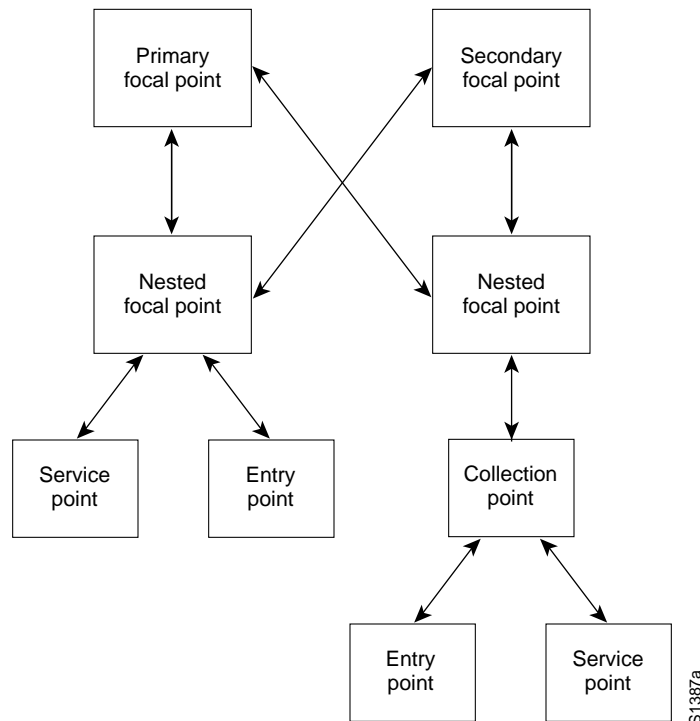 Primary
focal point
Secondary
focal point
Nested
focal point
Nested
focal point
Service
point
Entry
point
Collection
point
Entry
point
Service
point
S1387a